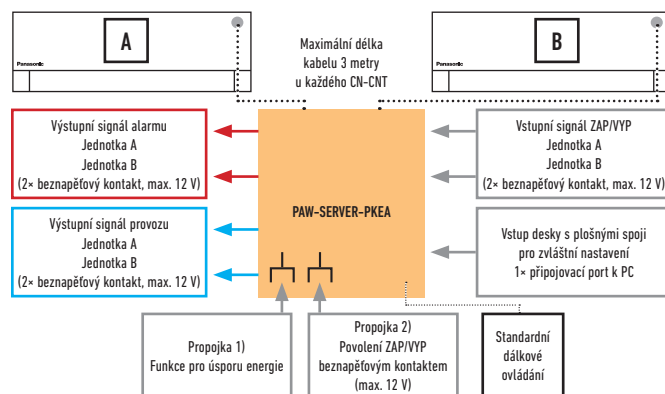 Panasonic
A
Maximální délka
kabelu 3 metry
u každého CN-CNT
Panasonic
B
Výstupní signál alarmu
Jednotka A
Jednotka B
(2× beznapěťový kontakt, max. 12 V)
Výstupní signál provozu
Jednotka A
Jednotka B
(2× beznapěťový kontakt, max. 12 V)
PAW-SERVER-PKEA
Vstupní signál ZAP/VYP
Jednotka A
Jednotka B
(2× beznapěťový kontakt, max. 12 V)
Vstup desky s plošnými spoji
pro zvláštní nastavení
1× připojovací port k PC
Propojka 1)
Funkce pro úsporu energie
Propojka 2)
Povolení ZAP/VYP
beznapěťovým kontaktem
(max. 12 V)
Standardní
dálkové
ovládání